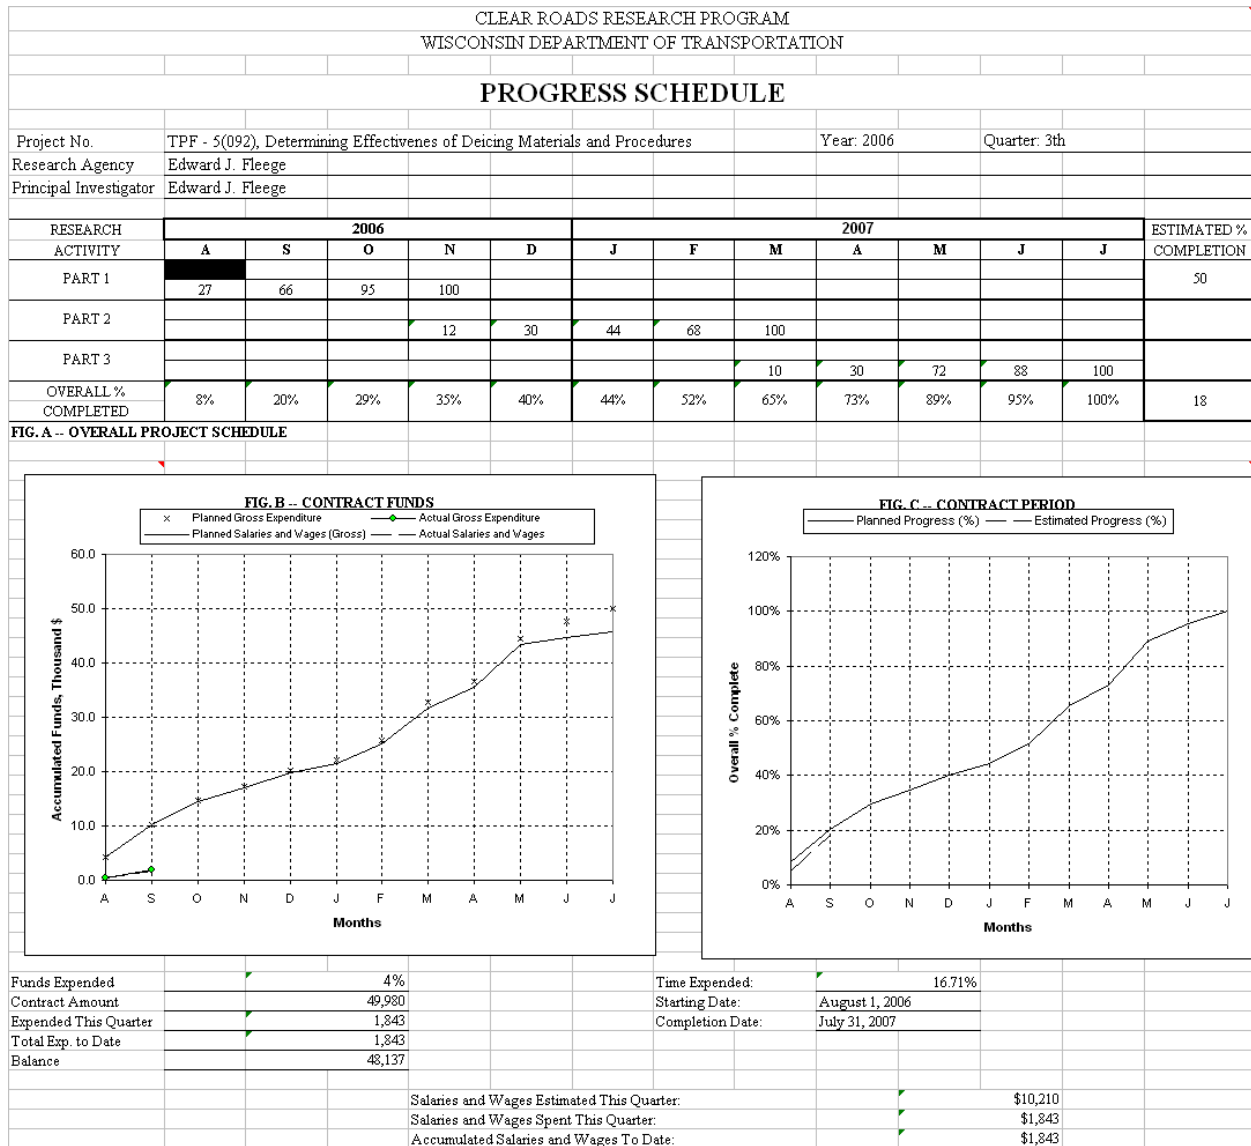 CLEAR ROADS RESEARCH PROGRAM
WISCONSIN DEPARTMENT OF TRANSPORTATION
PROGRESS SCHEDULE
Project No. TPF - 5(092), Determining Effectivenes of Deicing Materials and Procedures Year: 2006 Quarter: 3th
Research Agency Edward J. Fleege
Principal Investigator Edward J. Fleege
RESEARCH 2006 2007 ESTIMATED %
ACTIVITY A S O N D J F M A M J J COMPLETION
PART 1 50
27 66 95 100
PART 2
12 30 44 68 100
PART 3
10 30 72 88 100
OVERALL %
COMPLETED 8% 20% 29% 35% 40% 44% 52% 65% 73% 89% 95% 100% 18
FIG. A -- OVERALL PROJECT SCHEDULE
FIG. B -- CONTRACT FUNDS
Planned Gross Expenditure Actual Gross Expenditure
Planned Salaries and Wages (Gross) Actual Salaries and Wages
60.0
50.0
40.0
30.0
20.0
10.0
0.0
Accumulated Funds, Thousand $
A S O N D J F M A M J J
Months
FIG. C -- CONTRACT PERIOD
Planned Progress (%) Estimated Progress (%)
120%
100%
80%
60%
40%
20%
0%
Overall % Complete
A S O N D J F M A M J J
Months
Funds Expended 4% Time Expended: 16.71%
Contract Amount 49,980 Starting Date: August 1, 2006
Expended This Quarter 1,843 Completion Date: July 31, 2007
Total Exp. to Date 1,843
Balance 48,137
Salaries and Wages Estimated This Quarter: $10,210
Salaries and Wages Spent This Quarter: $1,843
Accumulated Salaries and Wages To Date: $1,843